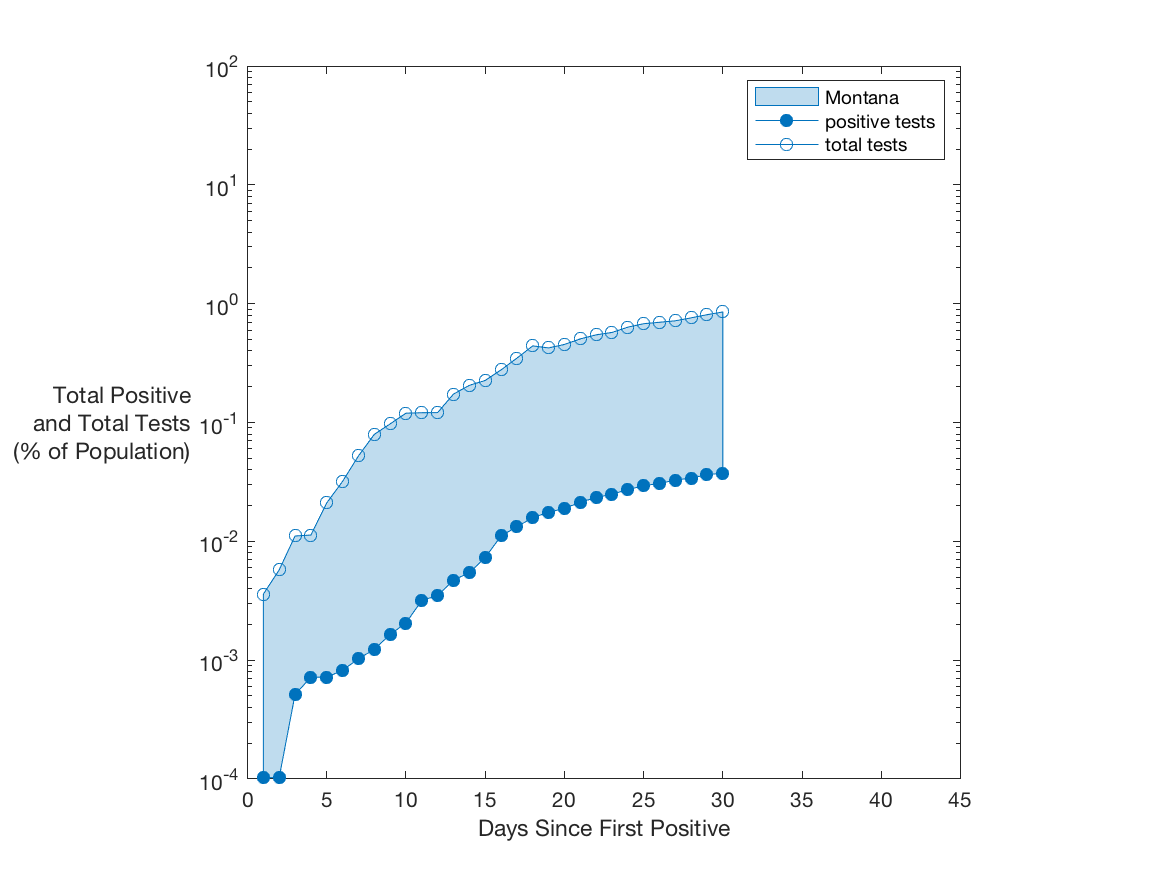 10^2
10^1
10^0
10^-1
10^-2
10^-3
10^-4
Total Positive
and Total Tests
(% of Population)
Montana
positive tests
total tests
0 5 10 15 20 25 30 35 40 45
Days Since First Positive